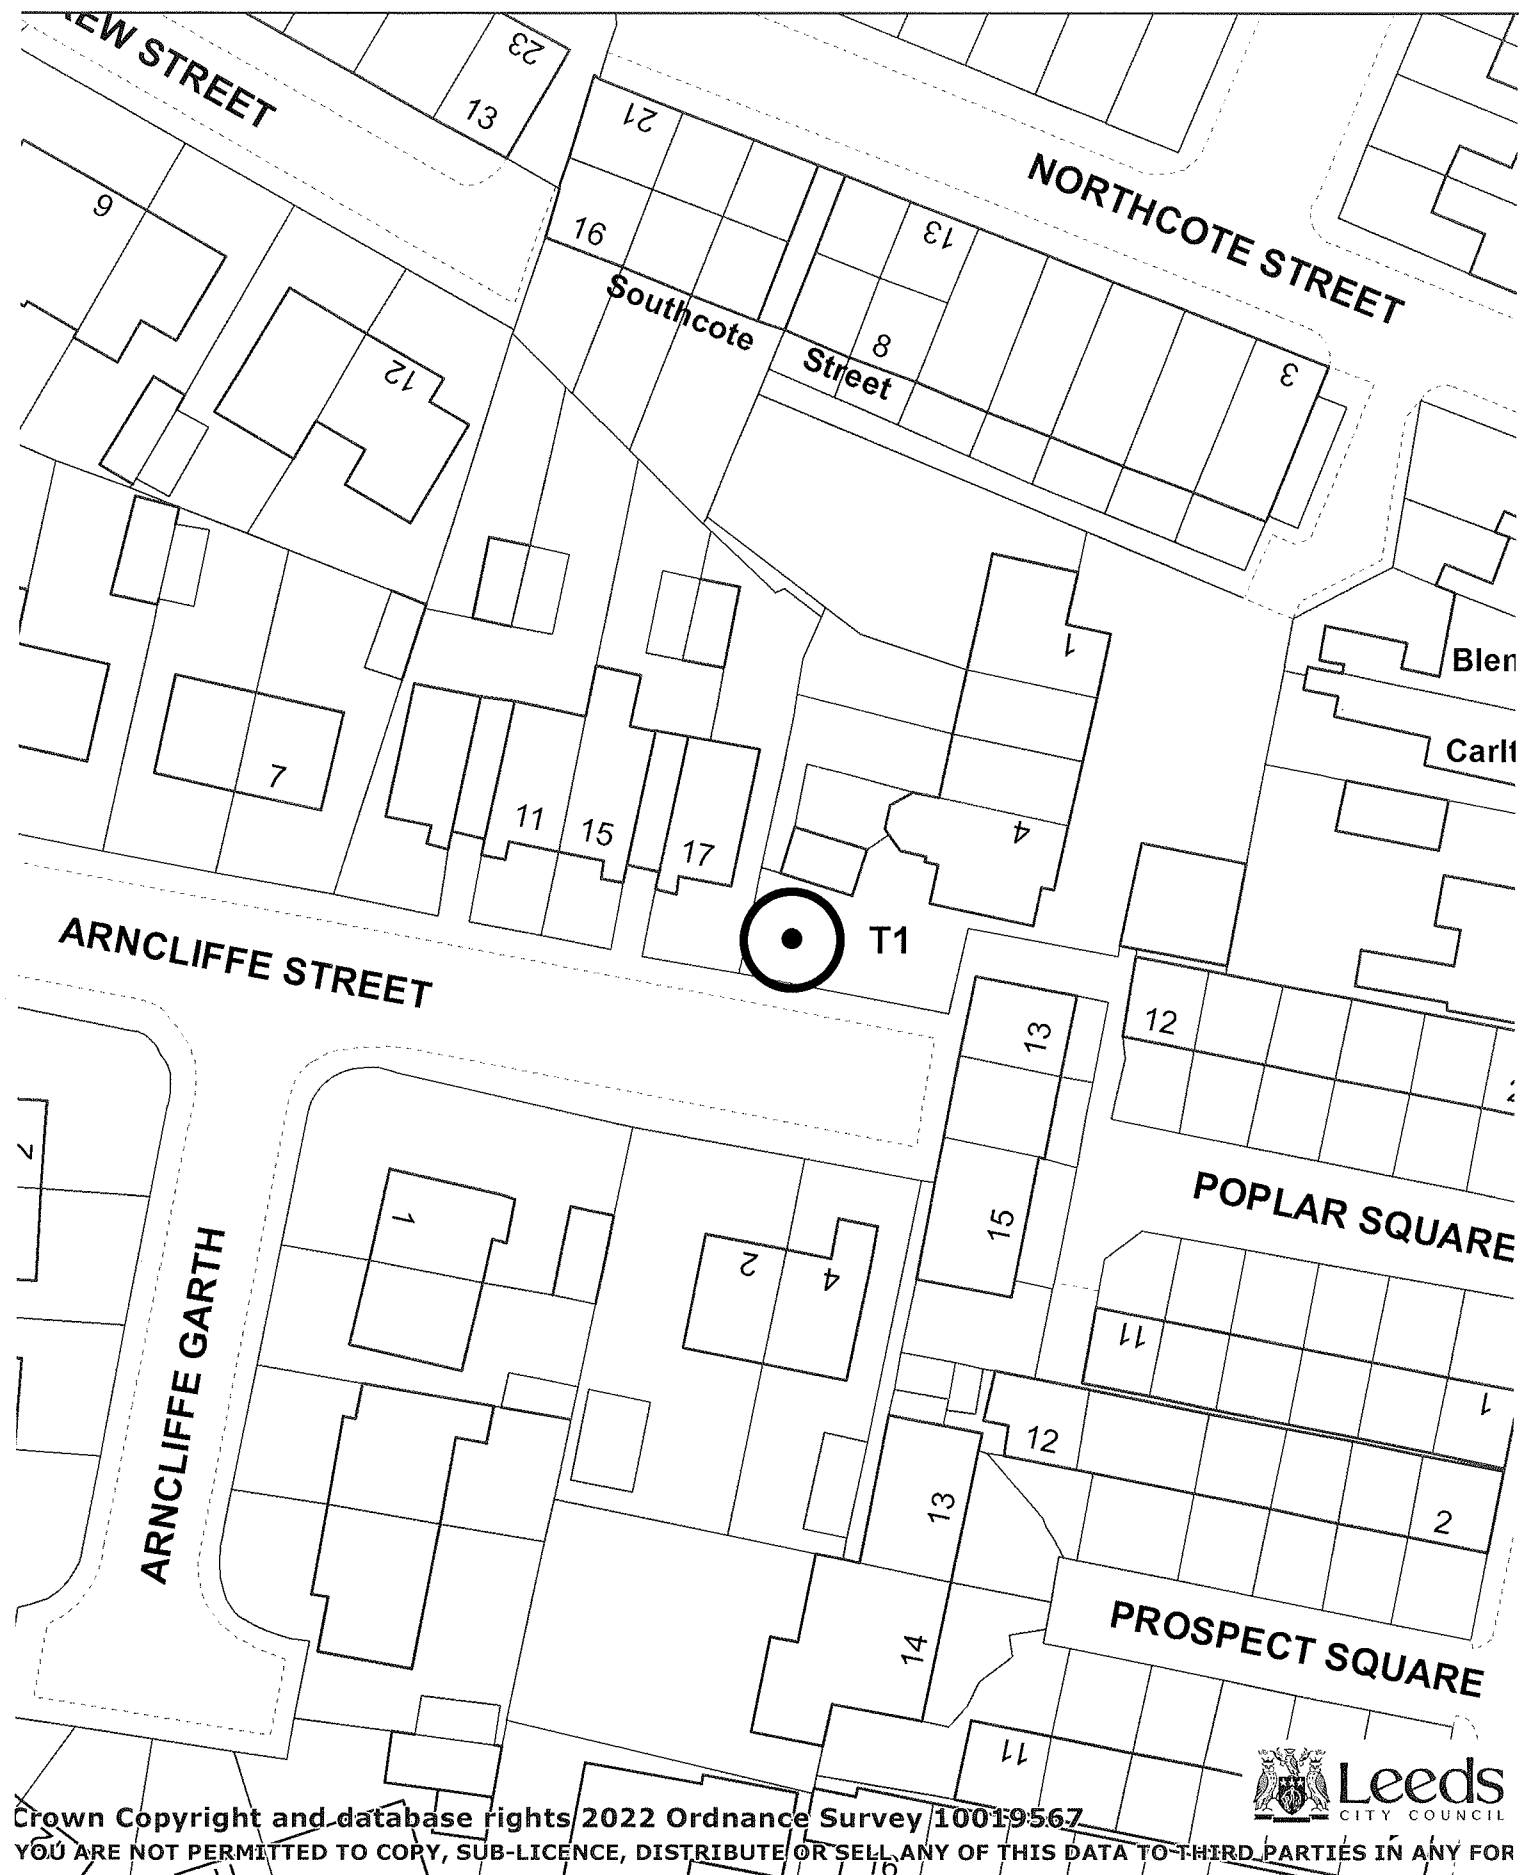 EW STREET
23
13
21
16
Southcote
Street
13
8
3
NORTHCOTE STREET
9
12
7
11
15
17
1
4
T1
Blen
Carlt
ARNCLIFFE STREET
13
15
12
2
POPLAR SQUARE
ARNCLIFFE GARTH
2
1
2
4
11
1
12
2
13
14
PROSPECT SQUARE
11
Leeds
CITY COUNCIL
Crown Copyright and database rights 2022 Ordnance Survey 10019567
YOU ARE NOT PERMITTED TO COPY, SUB-LICENCE, DISTRIBUTE OR SELL ANY OF THIS DATA TO THIRD PARTIES IN ANY FOR
16